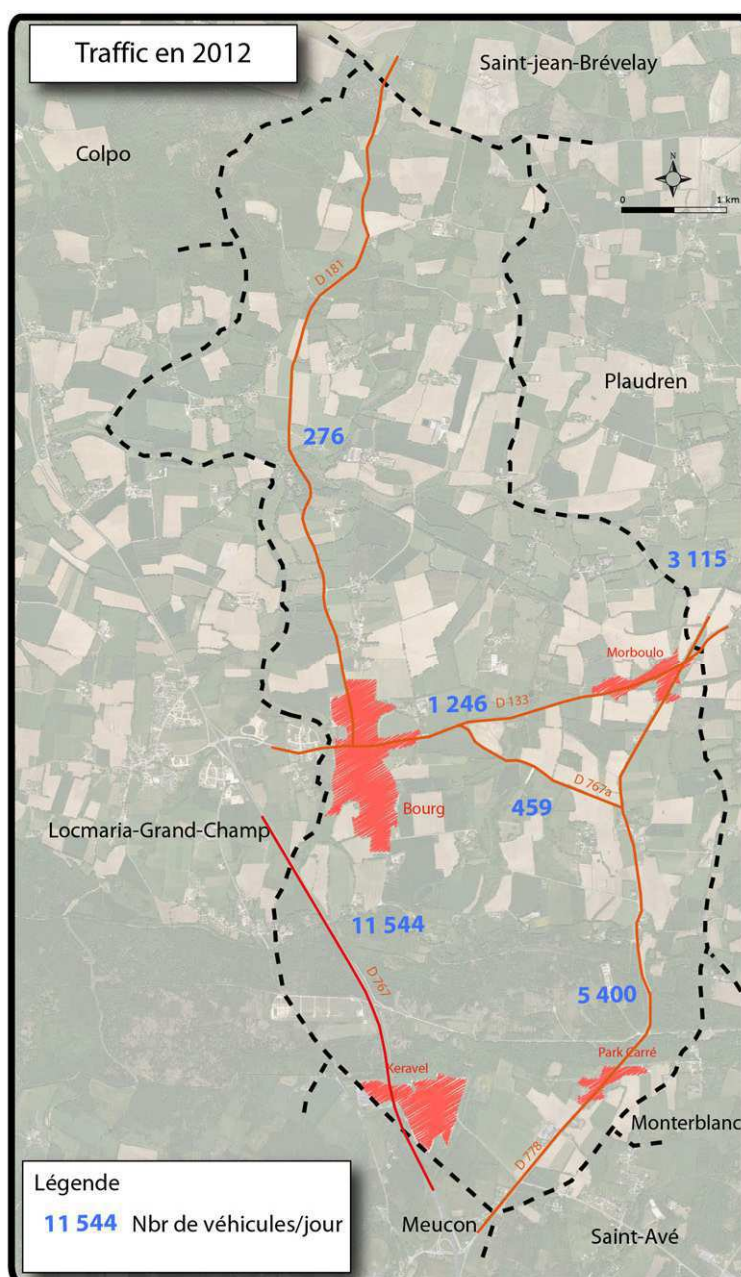 Traffic en 2012
Saint-jean-Brévelay
Colpo
N
0 1 km
D 181
Plaudren
276
3 115
Morboulo
1 246
D 133
D 767a
459
Bourg
Locmaria-Grand-Champ
11 544
D 767
5 400
Park Carré
Keravel
Monterblanc
D 778
Légende
11 544 Nbr de véhicules/jour
Meucon
Saint-Avé